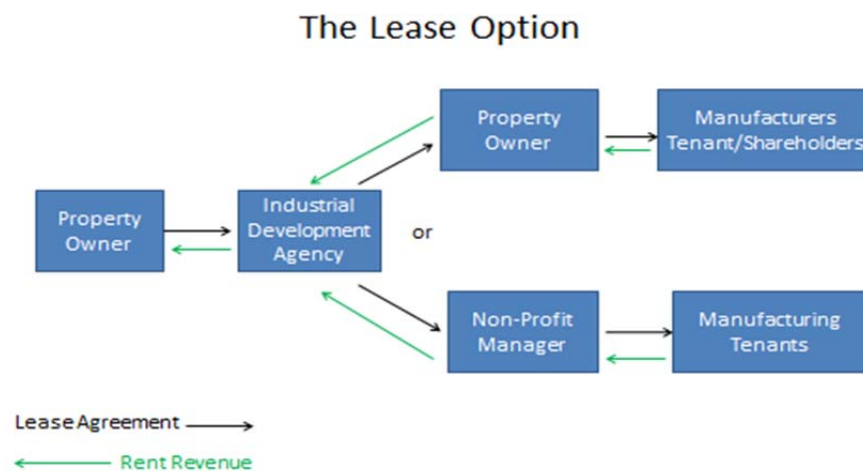 The Lease Option
Property
Owner
Manufacturers
Tenant/Shareholders
Property
Owner
Industrial
Development
Agency
or
Non-Profit
Manager
Manufacturing
Tenants
Lease Agreement
Rent Revenue